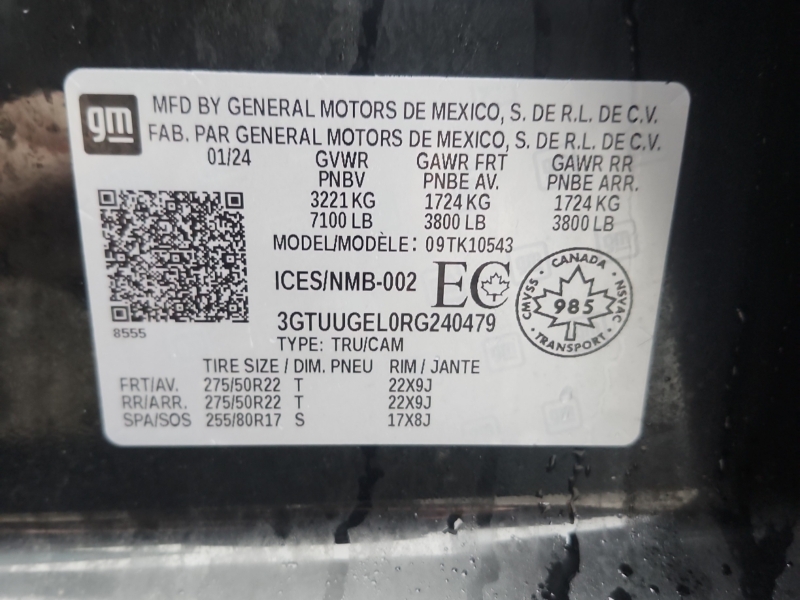 gm
MFD BY GENERAL MOTORS DE MEXICO, S. DE R.L. DE C.V.
FAB. PAR GENERAL MOTORS DE MEXICO, S. DE R.L. DE C.V.
01/24 GVWR GAWR FRT GAWR RR
PNBV PNBE AV. PNBE ARR.
3221 KG 1724 KG 1724 KG
7100 LB 3800 LB 3800 LB
MODEL/MODÈLE: 09TK10543
ICES/NMB-002 EC
CANADA
CMVSS 985 NSVAC
TRANSPORT
8555
3GTUUGEL0RG240479
TYPE: TRU/CAM
TIRE SIZE / DIM. PNEU RIM / JANTE
FRT/AV. 275/50R22 T 22X9J
RR/ARR. 275/50R22 T 22X9J
SPA/SOS 255/80R17 S 17X8J